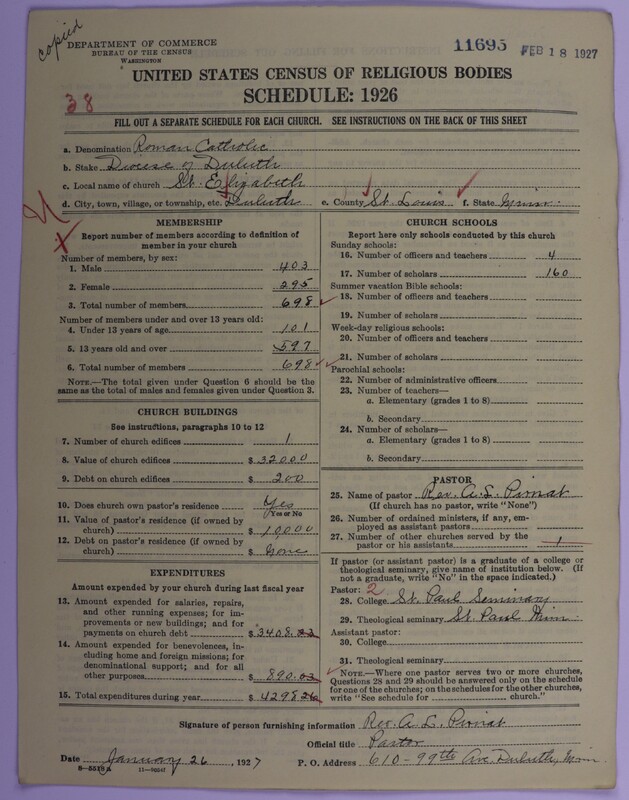 copied
DEPARTMENT OF COMMERCE
BUREAU OF THE CENSUS
WASHINGTON
11695 FEB 18 1927
UNITED STATES CENSUS OF RELIGIOUS BODIES
38
SCHEDULE: 1926
FILL OUT A SEPARATE SCHEDULE FOR EACH CHURCH. SEE INSTRUCTIONS ON THE BACK OF THIS SHEET
a. Denomination Roman Catholic
b. Stake Diocese of Duluth
c. Local name of church St. Elizabeth
d. City, town, village, or township, etc. Duluth e. County St. Louis f. State Minn.
MEMBERSHIP
Report number of members according to definition of
member in your church
Number of members, by sex:
1. Male 403
2. Female 295
3. Total number of members 698
Number of members under and over 13 years old:
4. Under 13 years of age 101
5. 13 years old and over 597
6. Total number of members 698
NOTE.—The total given under Question 6 should be
same as the total of males and females given under Question 3.
CHURCH BUILDINGS
See instructions, paragraphs 10 to 12
7. Number of church edifices 1
8. Value of church edifices $ 32000
9. Debt on church edifices $ 200
10. Does church own pastor's residence Yes
(Yes or No)
11. Value of pastor's residence (if owned by
church) $ 10,000
12. Debt on pastor's residence (if owned by
church) $ None
EXPENDITURES
Amount expended by church during last fiscal year
13. Amount expended for salaries, repairs,
and other running expenses; for im-
provements or new buildings; and for
payments on church debt $ 3408.23
14. Amount expended for benevolences, in-
cluding home and foreign missions; for
denominational support; and for all
other purposes $ 890.03
15. Total expenditures during year $ 4298.26
CHURCH SCHOOLS
Report here only schools conducted by this church
Sunday schools:
16. Number of officers and teachers 4
17. Number of scholars 160
Summer vacation Bible schools:
18. Number of officers and teachers
19. Number of scholars
Week-day religious schools:
20. Number of officers and teachers
21. Number of scholars
Parochial schools:
22. Number of administrative officers
23. Number of teachers—
a. Elementary (grades 1 to 8)
b. Secondary
24. Number of scholars—
a. Elementary (grades 1 to 8)
b. Secondary
PASTOR
25. Name of pastor Rev. A. L. Pirnat
(If church has no pastor, write "None")
26. Number of ordained ministers, if any, em-
ployed as assistant pastors
27. Number of other churches served by the
pastor or his assistants 1
If pastor (or assistant pastor) is a graduate of a college or
theological seminary, give name of institution below. (If
not a graduate, write "No" in the space indicated.)
Pastor: 2
28. College St. Paul Seminary
29. Theological seminary St. Paul Minn.
Assistant pastor:
30. College
31. Theological seminary
NOTE.—Where one pastor serves two or more churches,
Questions 28 and 29 should be answered only on the schedule
for one of the churches; on the schedules for the other churches,
write "See schedule for church."
Signature of person furnishing information Rev. A. L. Pirnat
Official title Pastor
Date January 26, 1927 P. O. Address 610-99th Ave. Duluth, Minn
8—5518A 11—9024f